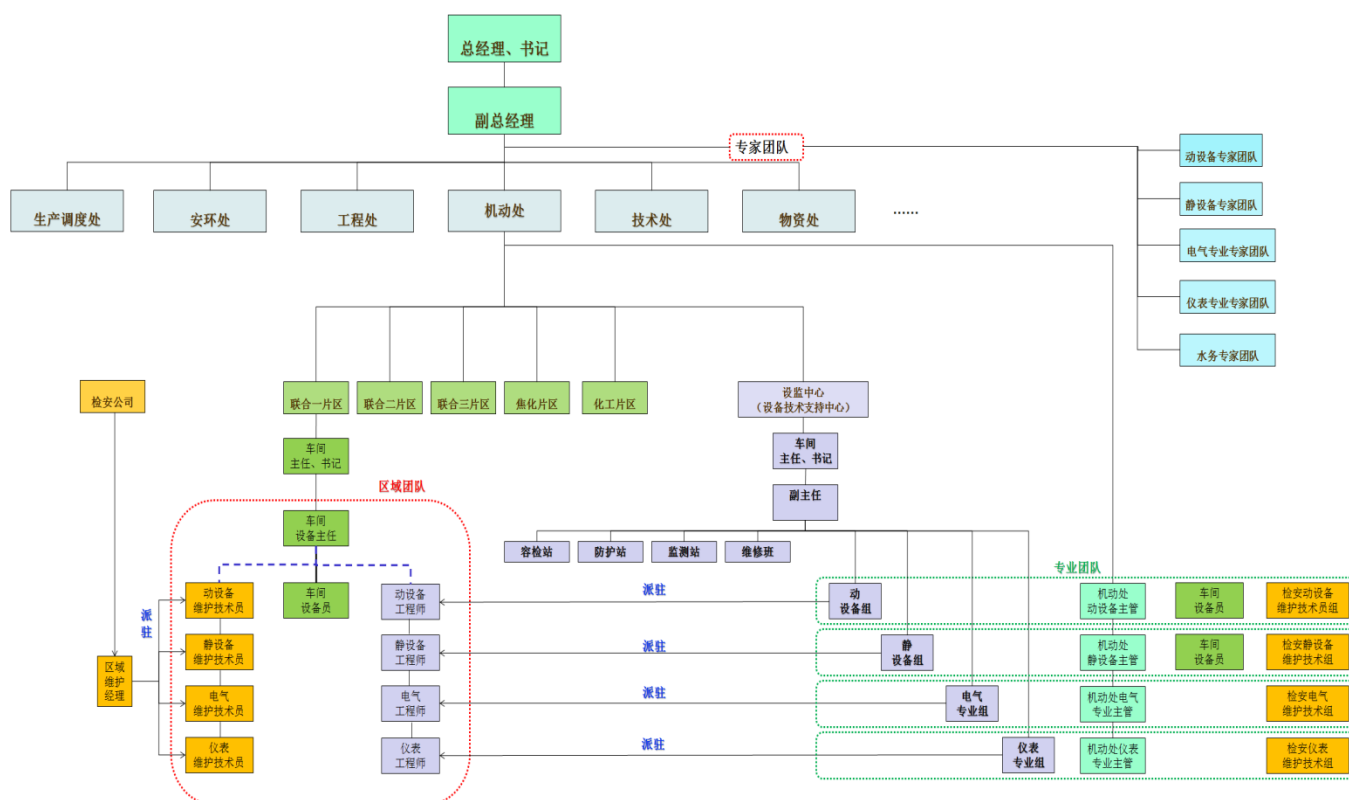 总经理、书记
副总经理
专家团队
动设备专家团队
静设备专家团队
电气专业专家团队
仪表专业专家团队
水务专家团队
生产调度处
安环处
工程处
机动处
技术处
物资处
……
检安公司
联合一片区
联合二片区
联合三片区
焦化片区
化工片区
设监中心
（设备技术支持中心）
车间
主任、书记
车间
主任、书记
副主任
区域团队
车间
设备主任
容检站
防护站
监测站
维修班
专业团队
派
驻
区域
维护
经理
动设备
维护技术员
车间
设备员
动设备
工程师
派驻
动
设备组
机动处
动设备主管
车间
设备员
检安动设备
维护技术员组
静设备
维护技术员
静设备
工程师
派驻
静
设备组
机动处
静设备主管
车间
设备员
检安静设备
维护技术组
电气
维护技术员
电气
工程师
派驻
电气
专业组
机动处电气
专业主管
检安电气
维护技术组
仪表
维护技术员
仪表
工程师
派驻
仪表
专业组
机动处仪表
专业主管
检安仪表
维护技术组